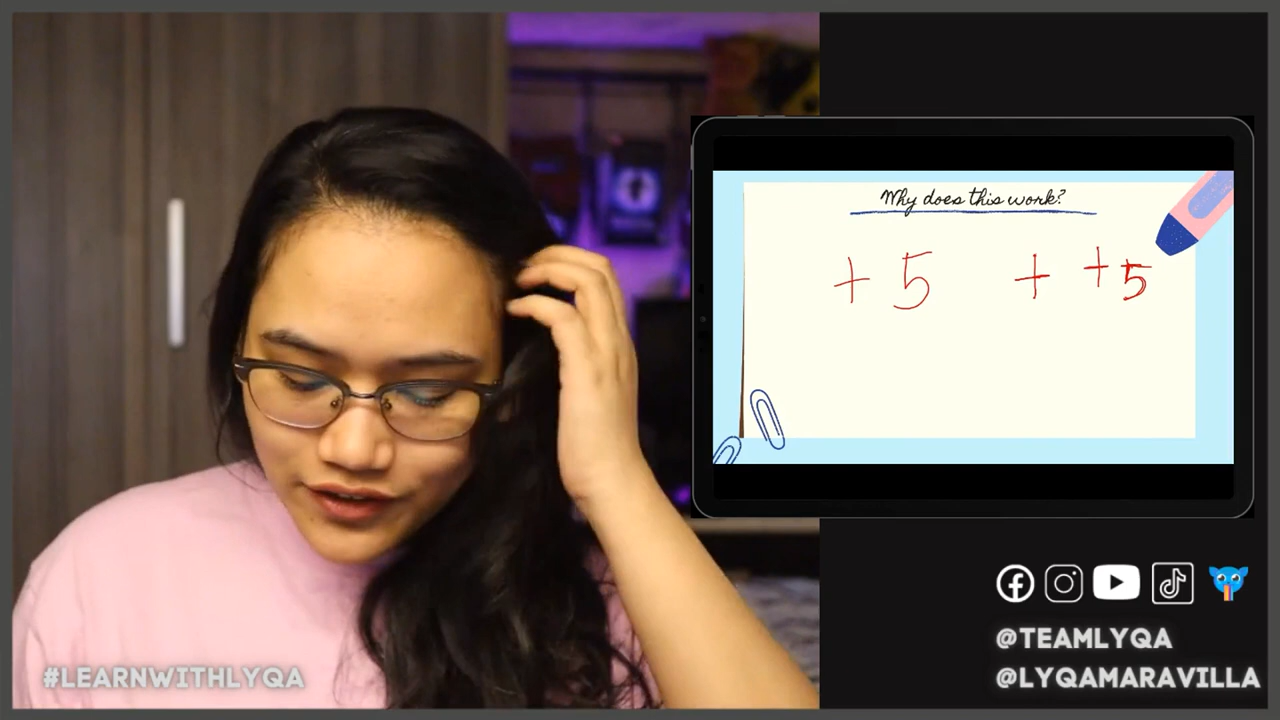 Why does this work?
+ 5 + +5
#LEARNWITHLYQA
@TEAMLYQA
@LYQAMARAVILLA